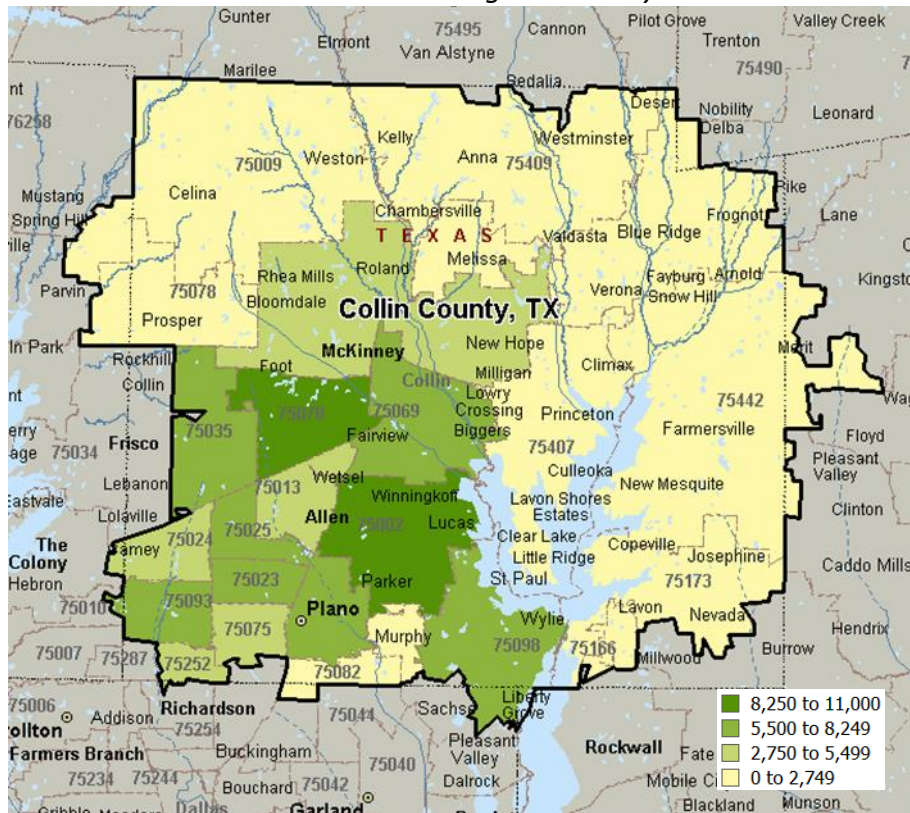 Gunter
Cannon
Pilot Grove
Valley Creek
75495
Elmont
Van Alstyne
Trenton
75490
Marilee
Sedalia
76258
Desert
Nobility
Leonard
Delba
Kelly
Westminster
75009
Weston
Anna
75409
Mustang
Celina
Pike
Spring Hill
Chambersville
Frognot
Lane
TEXAS
Valdasta
Blue Ridge
Roland
Melissa
Rhea Mills
Fayburg
Arnold
Parvin
75078
Bloomdale
Verona
Snow Hill
Prosper
Collin County, TX
New Hope
McKinney
Rockhill
Foot
Milligan
Climax
Merit
Collin
Collin
75070
75069
Lowry
Crossing
Princeton
75442
75035
Fairview
Biggers
Farmersville
Frisco
75034
75407
Floyd
Culleoka
Pleasant
Valley
Lebanon
75013
Wetsel
New Mesquite
Winningkoff
Lavon Shores
Estates
Clinton
Lolaville
Allen
75002
Lucas
75025
75024
Clear Lake
Copeville
The
Colony
Little Ridge
Josephine
Hebron
75023
Parker
St Paul
75173
Caddo Mills
75010
75093
Plano
Lavon
Nevada
75075
Murphy
Wylie
Hendrix
75007
75287
75252
75082
75098
75166
Millwood
Burrow
75006
Addison
Richardson
75044
Sachse
Liberty
Grove
75254
Farmers Branch
Buckingham
Pleasant
Valley
Rockwall
Fate
75234
75244
75040
Bouchard
75042
Dalrock
Garland
Dallas
Blackland
Munson
8,250 to 11,000
5,500 to 8,249
2,750 to 5,499
0 to 2,749